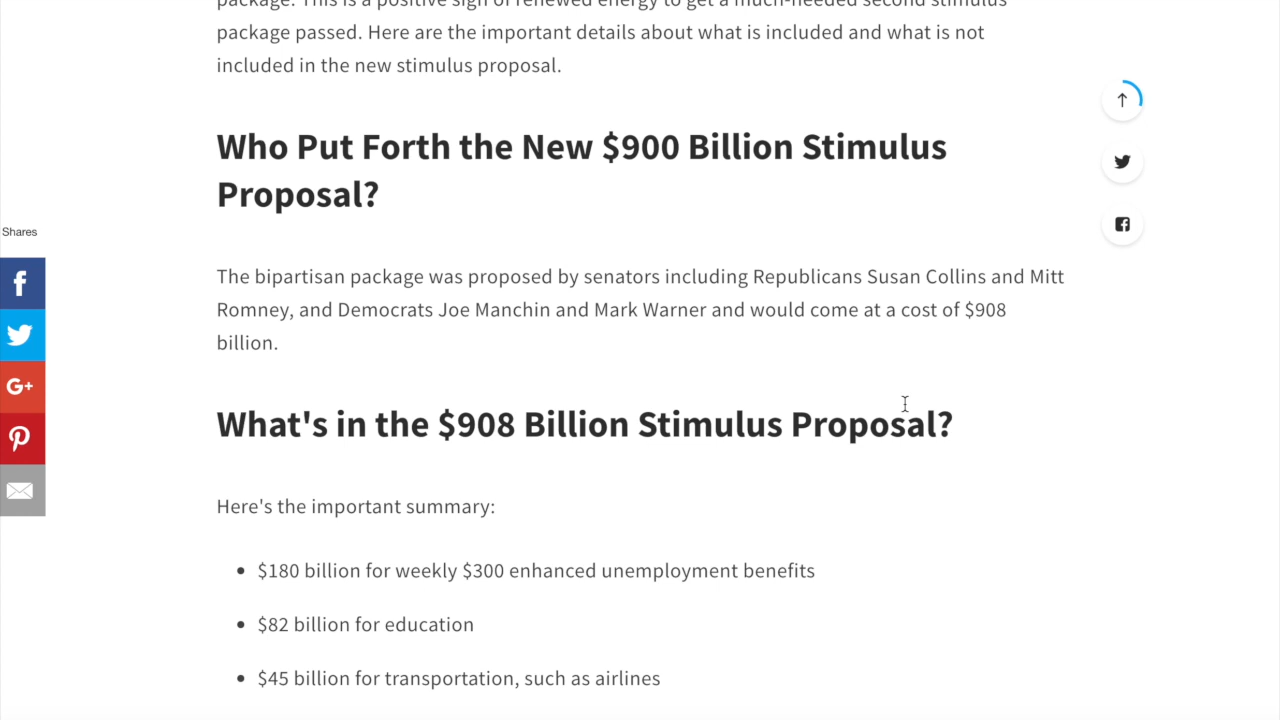 package. This is a positive sign of renewed energy to get a much-needed second stimulus
package passed. Here are the important details about what is included and what is not
included in the new stimulus proposal.
Who Put Forth the New $900 Billion Stimulus
Proposal?
Shares
The bipartisan package was proposed by senators including Republicans Susan Collins and Mitt
Romney, and Democrats Joe Manchin and Mark Warner and would come at a cost of $908
billion.
G+
What's in the $908 Billion Stimulus Proposal?
Here's the important summary:
• $180 billion for weekly $300 enhanced unemployment benefits
• $82 billion for education
• $45 billion for transportation, such as airlines